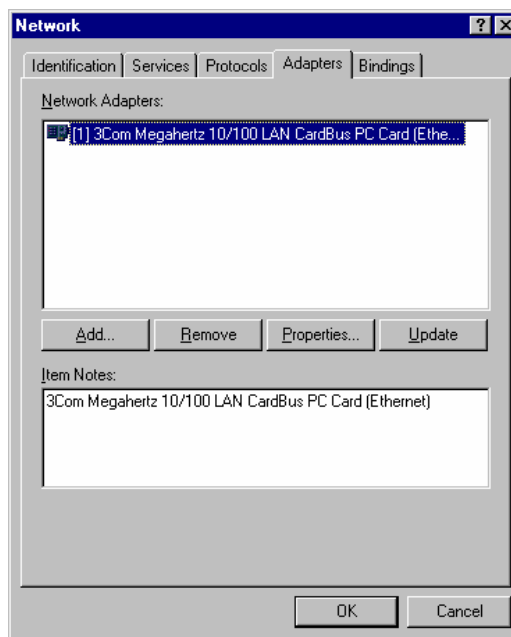 Network
Identification Services Protocols Adapters Bindings
Network Adapters:
[1] 3Com Megahertz 10/100 LAN CardBus PC Card (Ethe...
Add... Remove Properties... Update
Item Notes:
3Com Megahertz 10/100 LAN CardBus PC Card (Ethernet)
OK Cancel